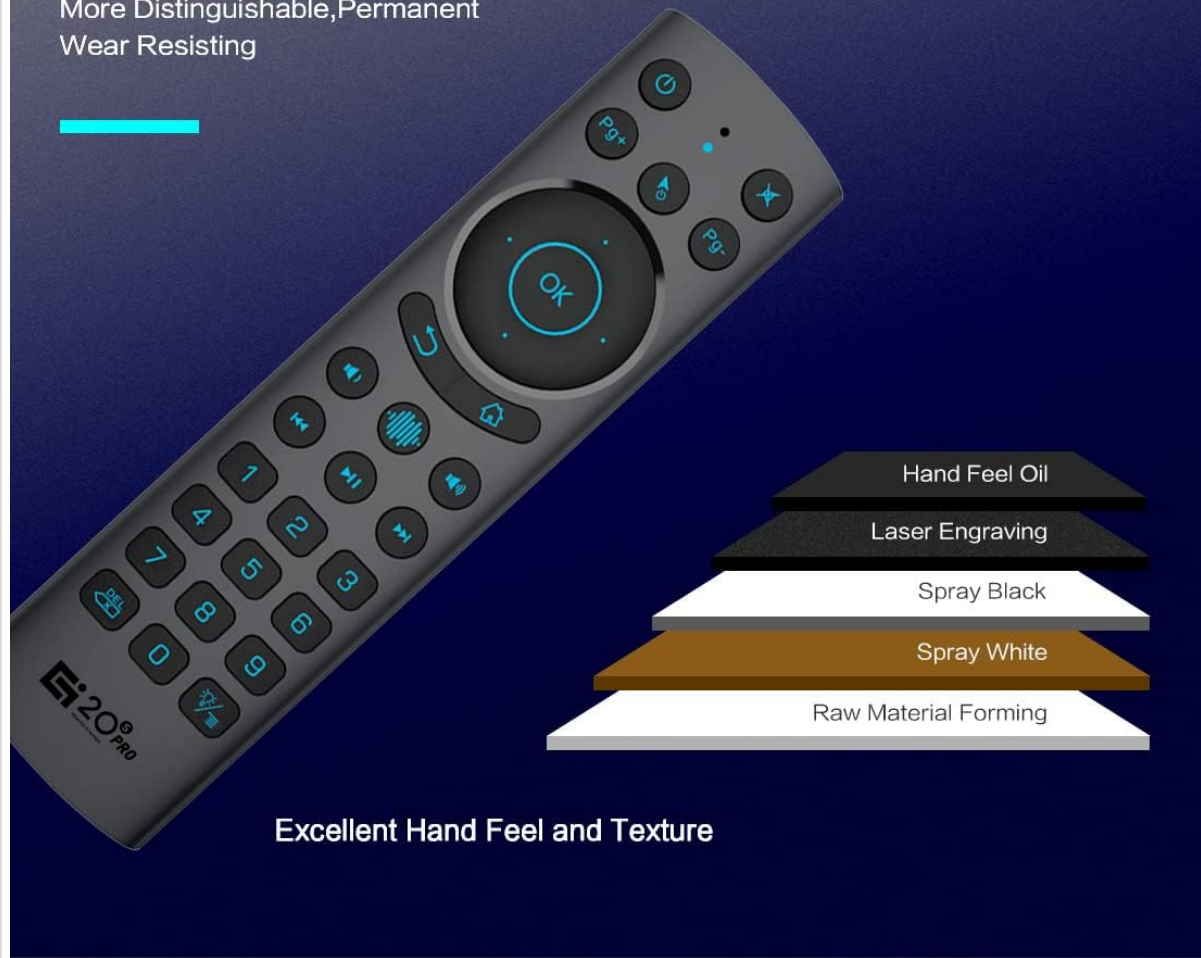 More Distinguishable,Permanent
Wear Resisting
Pg+
Pg-
OK
1
2
3
4
5
6
7
8
9
DEL
0
G20S PRO
Hand Feel Oil
Laser Engraving
Spray Black
Spray White
Raw Material Forming
Excellent Hand Feel and Texture